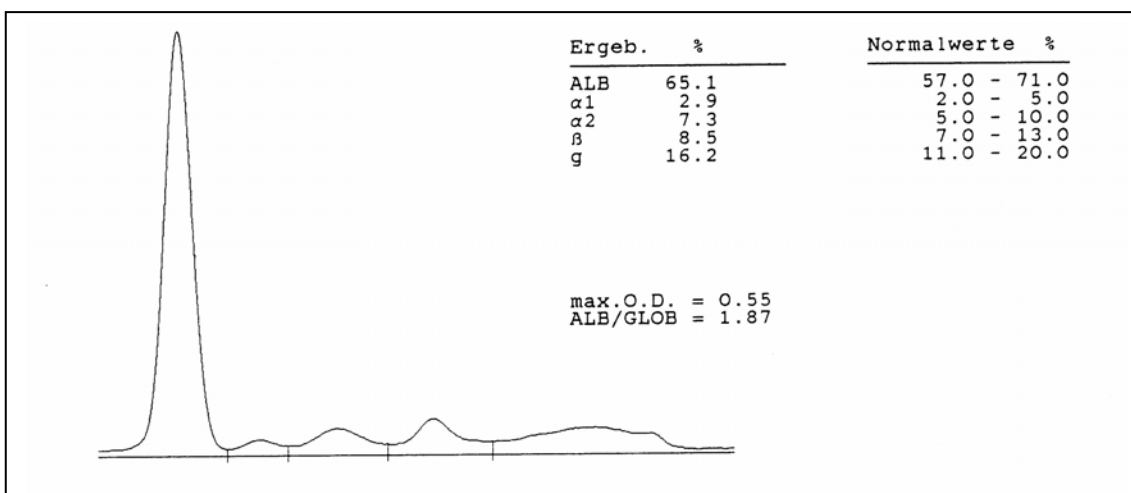 Ergeb. %
ALB 65.1
α1 2.9
α2 7.3
ß 8.5
g 16.2
Normalwerte %
57.0 - 71.0
2.0 - 5.0
5.0 - 10.0
7.0 - 13.0
11.0 - 20.0
max.O.D. = 0.55
ALB/GLOB = 1.87